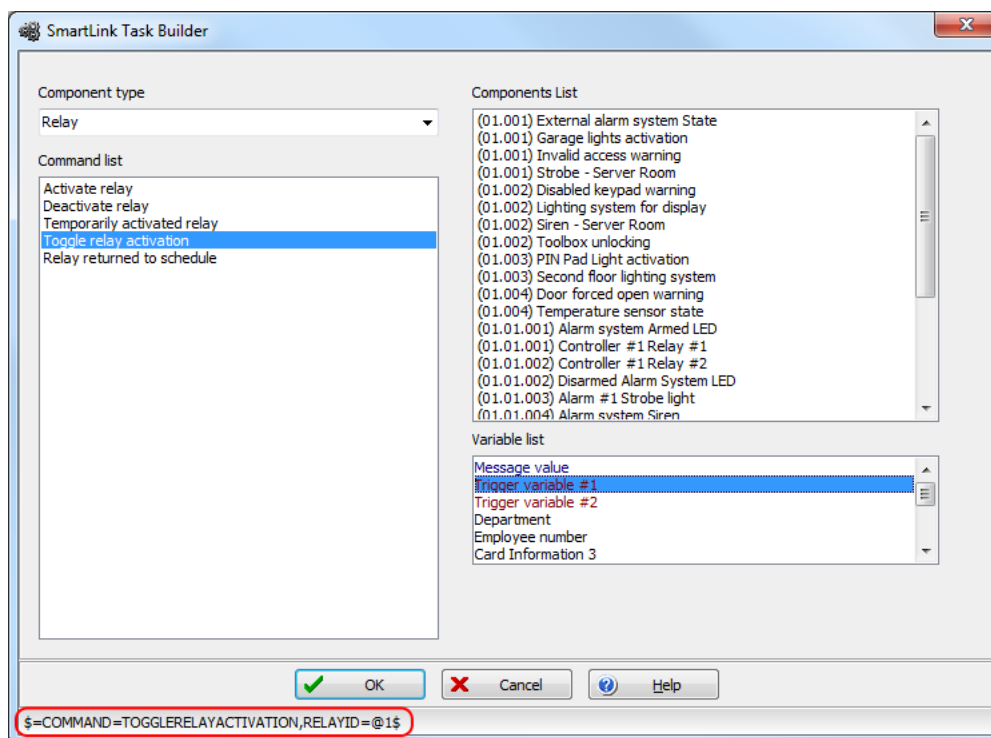 SmartLink Task Builder
Component type
Relay
Command list
Activate relay
Deactivate relay
Temporarily activated relay
Toggle relay activation
Relay returned to schedule
Components List
(01.001) External alarm system State
(01.001) Garage lights activation
(01.001) Invalid access warning
(01.001) Strobe - Server Room
(01.002) Disabled keypad warning
(01.002) Lighting system for display
(01.002) Siren - Server Room
(01.002) Toolbox unlocking
(01.003) PIN Pad Light activation
(01.003) Second floor lighting system
(01.004) Door forced open warning
(01.004) Temperature sensor state
(01.01.001) Alarm system Armed LED
(01.01.001) Controller #1 Relay #1
(01.01.002) Controller #1 Relay #2
(01.01.002) Disarmed Alarm System LED
(01.01.003) Alarm #1 Strobe light
(01.01.004) Alarm system Siren
Variable list
Message value
Trigger variable #1
Trigger variable #2
Department
Employee number
Card Information 3
OK
Cancel
Help
$=COMMAND=TOGGLERELAYACTIVATION,RELAYID=@1$